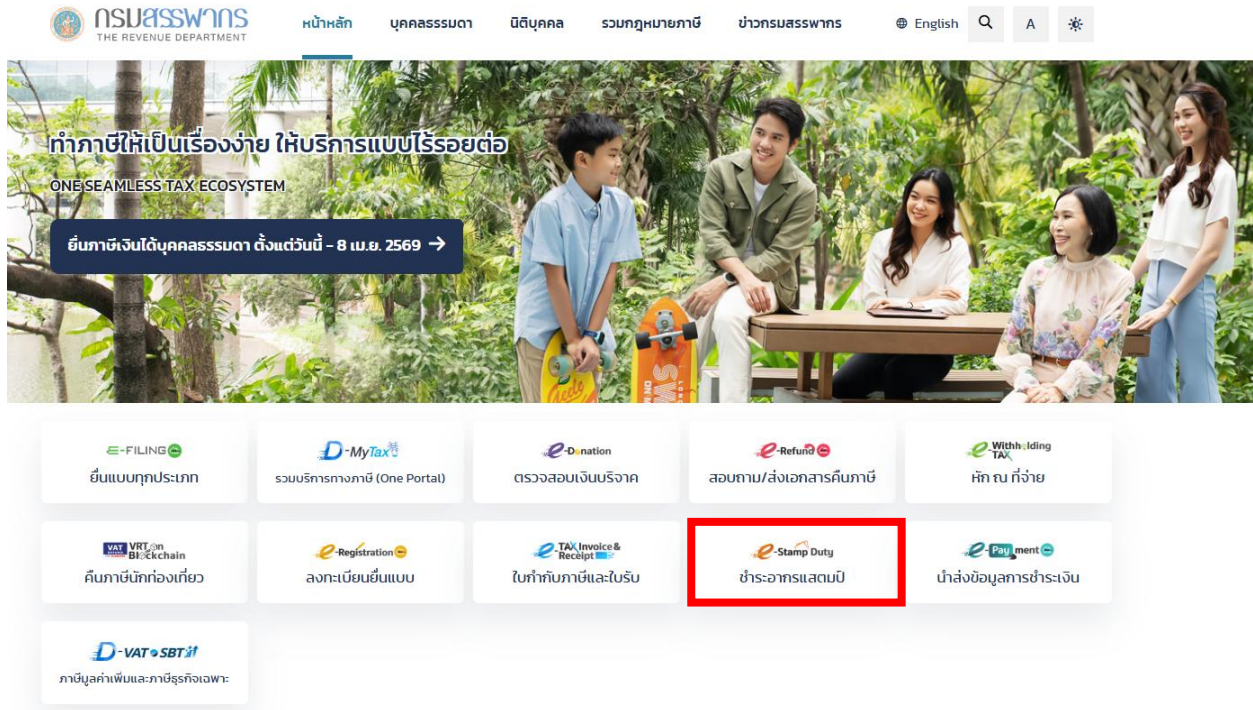 กรมสรรพากร
THE REVENUE DEPARTMENT
หน้าหลัก บุคคลธรรมดา นิติบุคคล รวมกฎหมายภาษี ข่าวกรมสรรพากร English A
ทำภาษีให้เป็นเรื่องง่าย ให้บริการแบบไร้รอยต่อ
ONE SEAMLESS TAX ECOSYSTEM
ยื่นภาษีเงินได้บุคคลธรรมดา ตั้งแต่วันนี้ - 8 เม.ย. 2569 →
E-FILING
ยื่นแบบทุกประเภท
D-MyTax
รวมบริการทางภาษี (One Portal)
e-Donation
ตรวจสอบเงินบริจาค
e-Refund
สอบถาม/ส่งเอกสารคืนภาษี
e-Withholding
TAX
หัก ณ ที่จ่าย
VAT VRT on
Blockchain
คืนภาษีนักท่องเที่ยว
e-Registration
ลงทะเบียนยื่นแบบ
e-TAX Invoice &
Receipt
ใบกำกับภาษีและใบรับ
e-Stamp Duty
ชำระอากรแสตมป์
e-Payment
นำส่งข้อมูลการชำระเงิน
D-VAT SBT
ภาษีมูลค่าเพิ่มและภาษีธุรกิจเฉพาะ